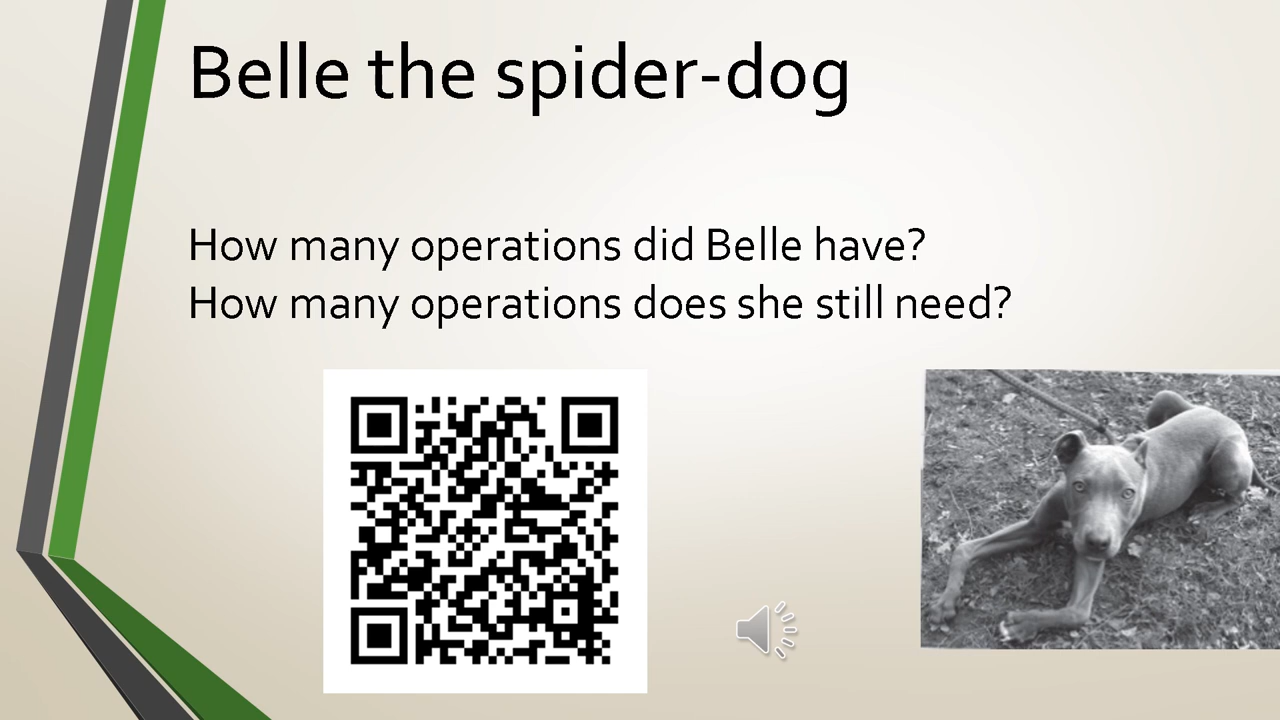 Belle the spider-dog
How many operations did Belle have?
How many operations does she still need?